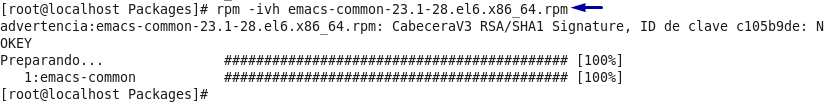 [root@localhost Packages]# rpm -ivh emacs-common-23.1-28.el6.x86_64.rpm
advertencia:emacs-common-23.1-28.el6.x86_64.rpm: CabeceraV3 RSA/SHA1 Signature, ID de clave c105b9de: N
OKEY
Preparando... ########################################### [100%]
1:emacs-common ########################################### [100%]
[root@localhost Packages]#